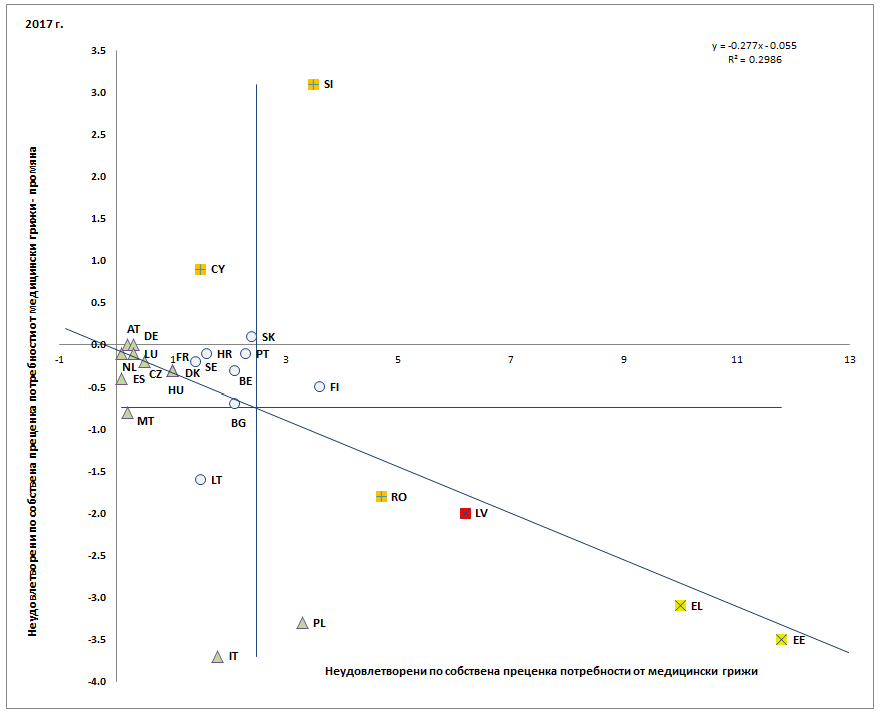 2017 г.
y = -0.277x - 0.055
R² = 0.2986
Неудовлетворени по собствена преценка потребности от медицински грижи - промяна
3.5
3.0
2.5
2.0
1.5
1.0
0.5
0.0
-0.5
-1.0
-1.5
-2.0
-2.5
-3.0
-3.5
-4.0
-1
1
3
5
7
9
11
13
SI
CY
AT
DE
SK
LU
FR
HR
PT
NL
ES
CZ
DK
SE
BE
HU
FI
MT
BG
LT
RO
LV
EL
PL
EE
IT
Неудовлетворени по собствена преценка потребности от медицински грижи